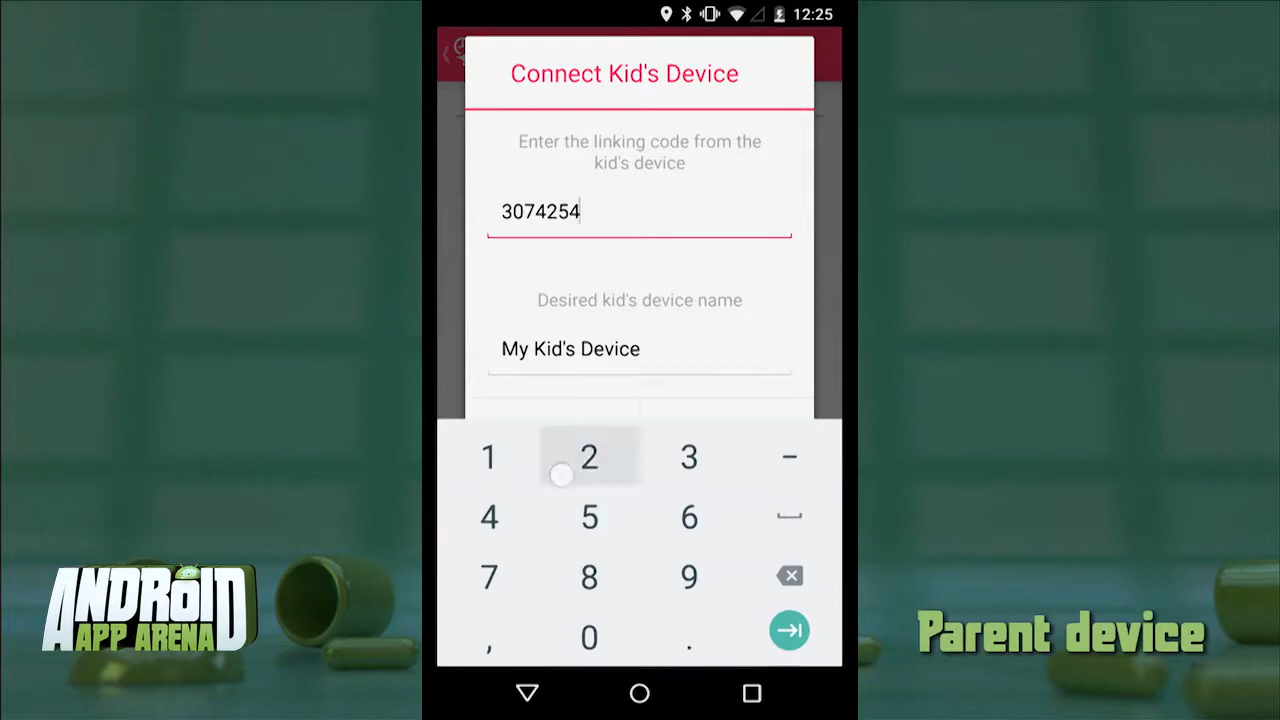 12:25
Connect Kid's Device
Enter the linking code from the
kid's device
3074254
Desired kid's device name
My Kid's Device
1 2 3 –
4 5 6
7 8 9
, 0 .
ANDROID
APP ARENA
Parent device